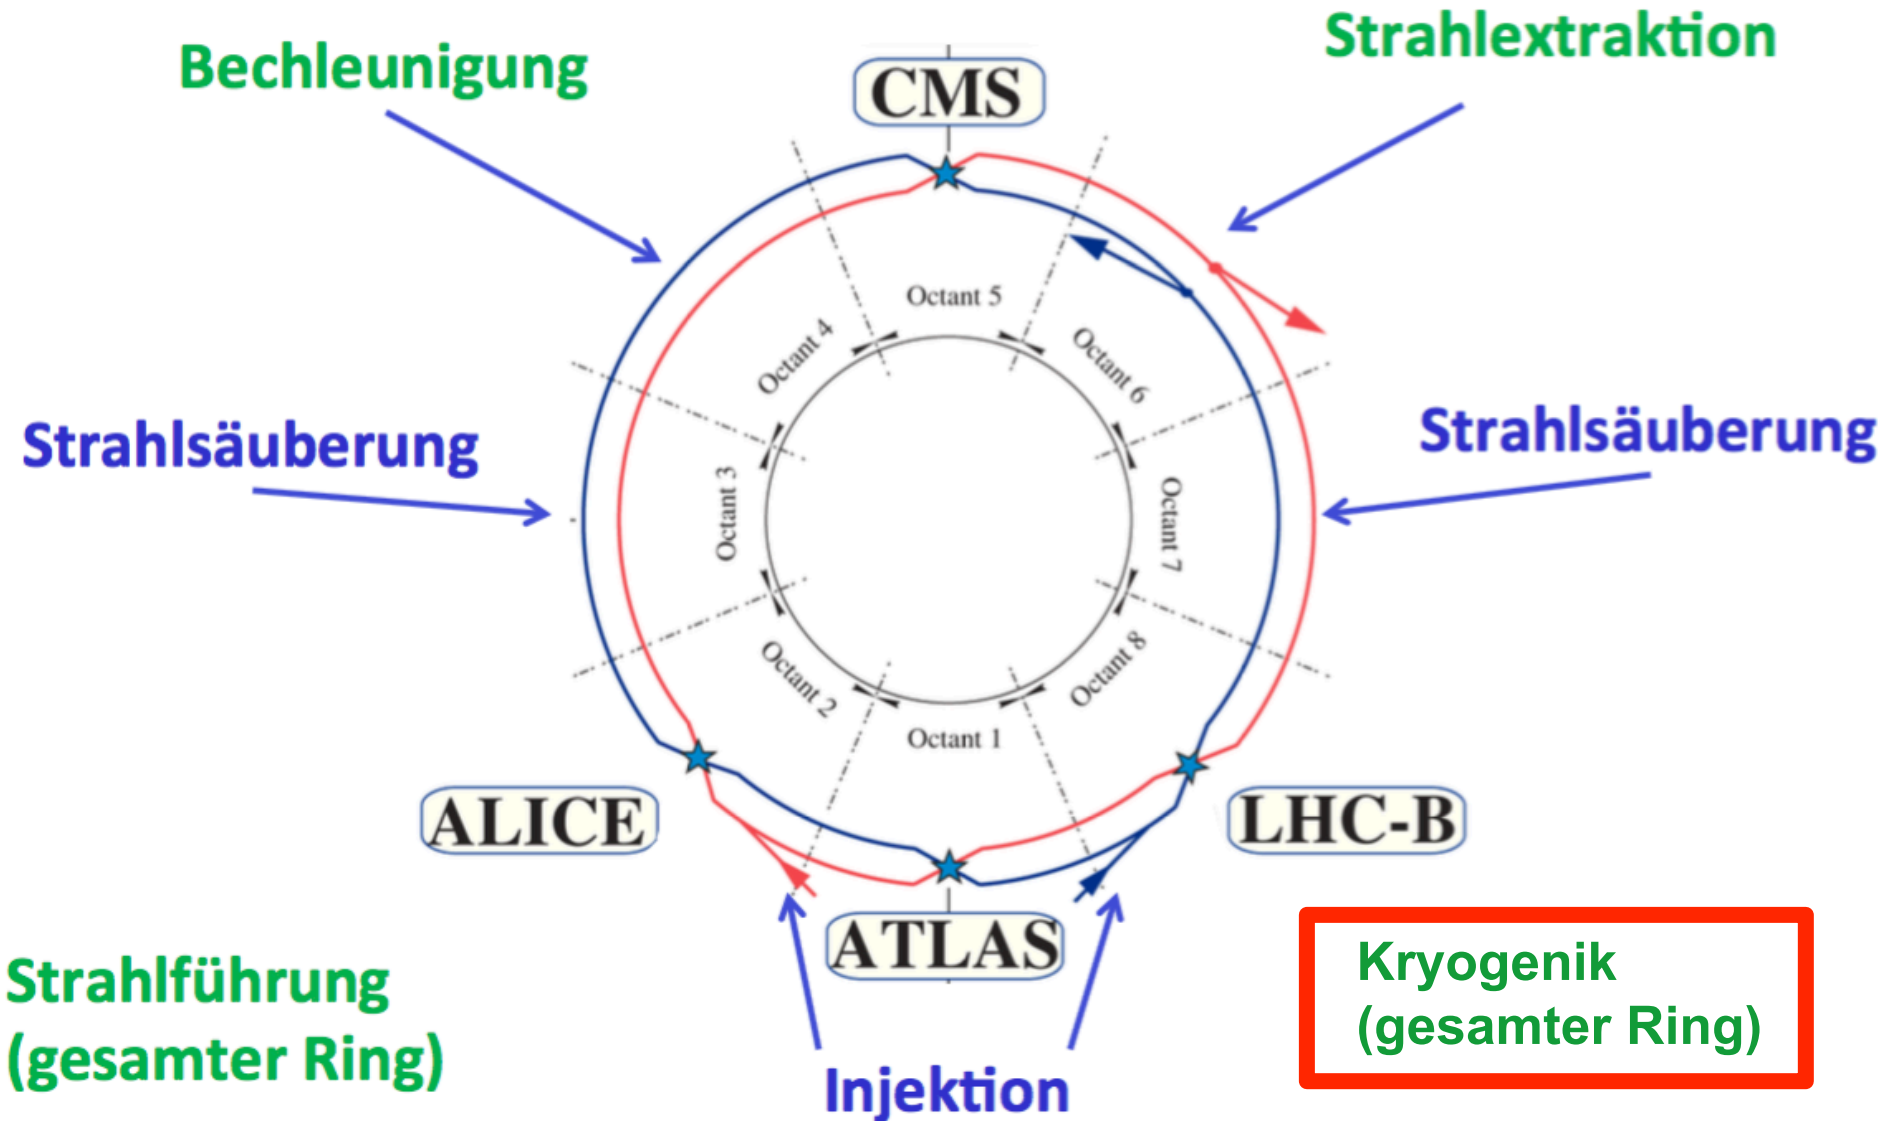 Strahlextraktion
Bechleunigung
CMS
Octant 5
Octant 4
Octant 6
Strahlsäuberung
Strahlsäuberung
Octant 3
Octant 7
Octant 2
Octant 8
Octant 1
ALICE
LHC-B
ATLAS
Strahlführung
(gesamter Ring)
Kryogenik
(gesamter Ring)
Injektion